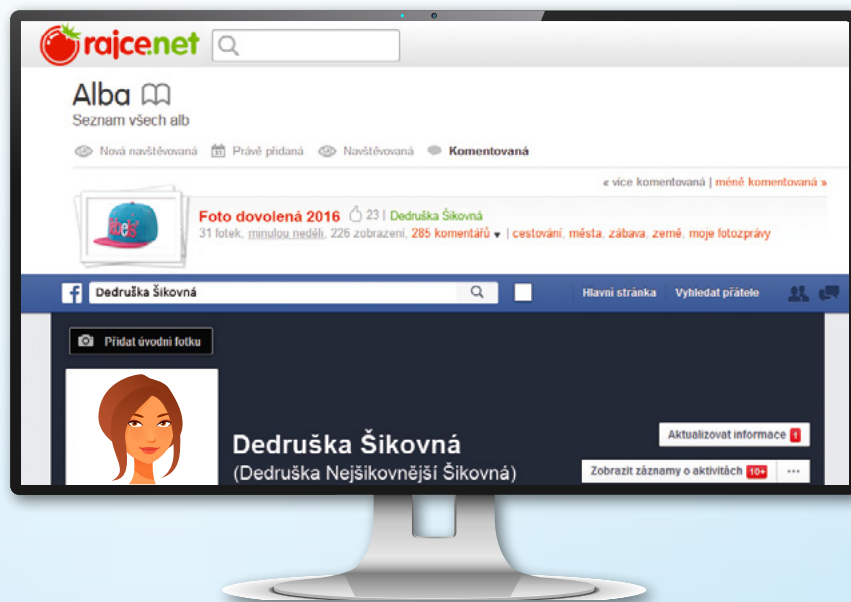 rajce.net
Alba
Seznam všech alb
Nová navštěvovaná Právě přidaná Navštěvovaná Komentovaná
« více komentovaná | méně komentovaná »
Foto dovolená 2016 23 | Dedruška Šikovná
31 fotek, minulou neděli, 226 zobrazení, 285 komentářů ▾ | cestování, města, zábava, země, moje fotozprávy
f Dedruška Šikovná Hlavní stránka Vyhledat přátele
Přidat úvodní fotku
Dedruška Šikovná
(Dedruška Nejšikovnější Šikovná)
Aktualizovat informace 1
Zobrazit záznamy o aktivitách 10+ ...